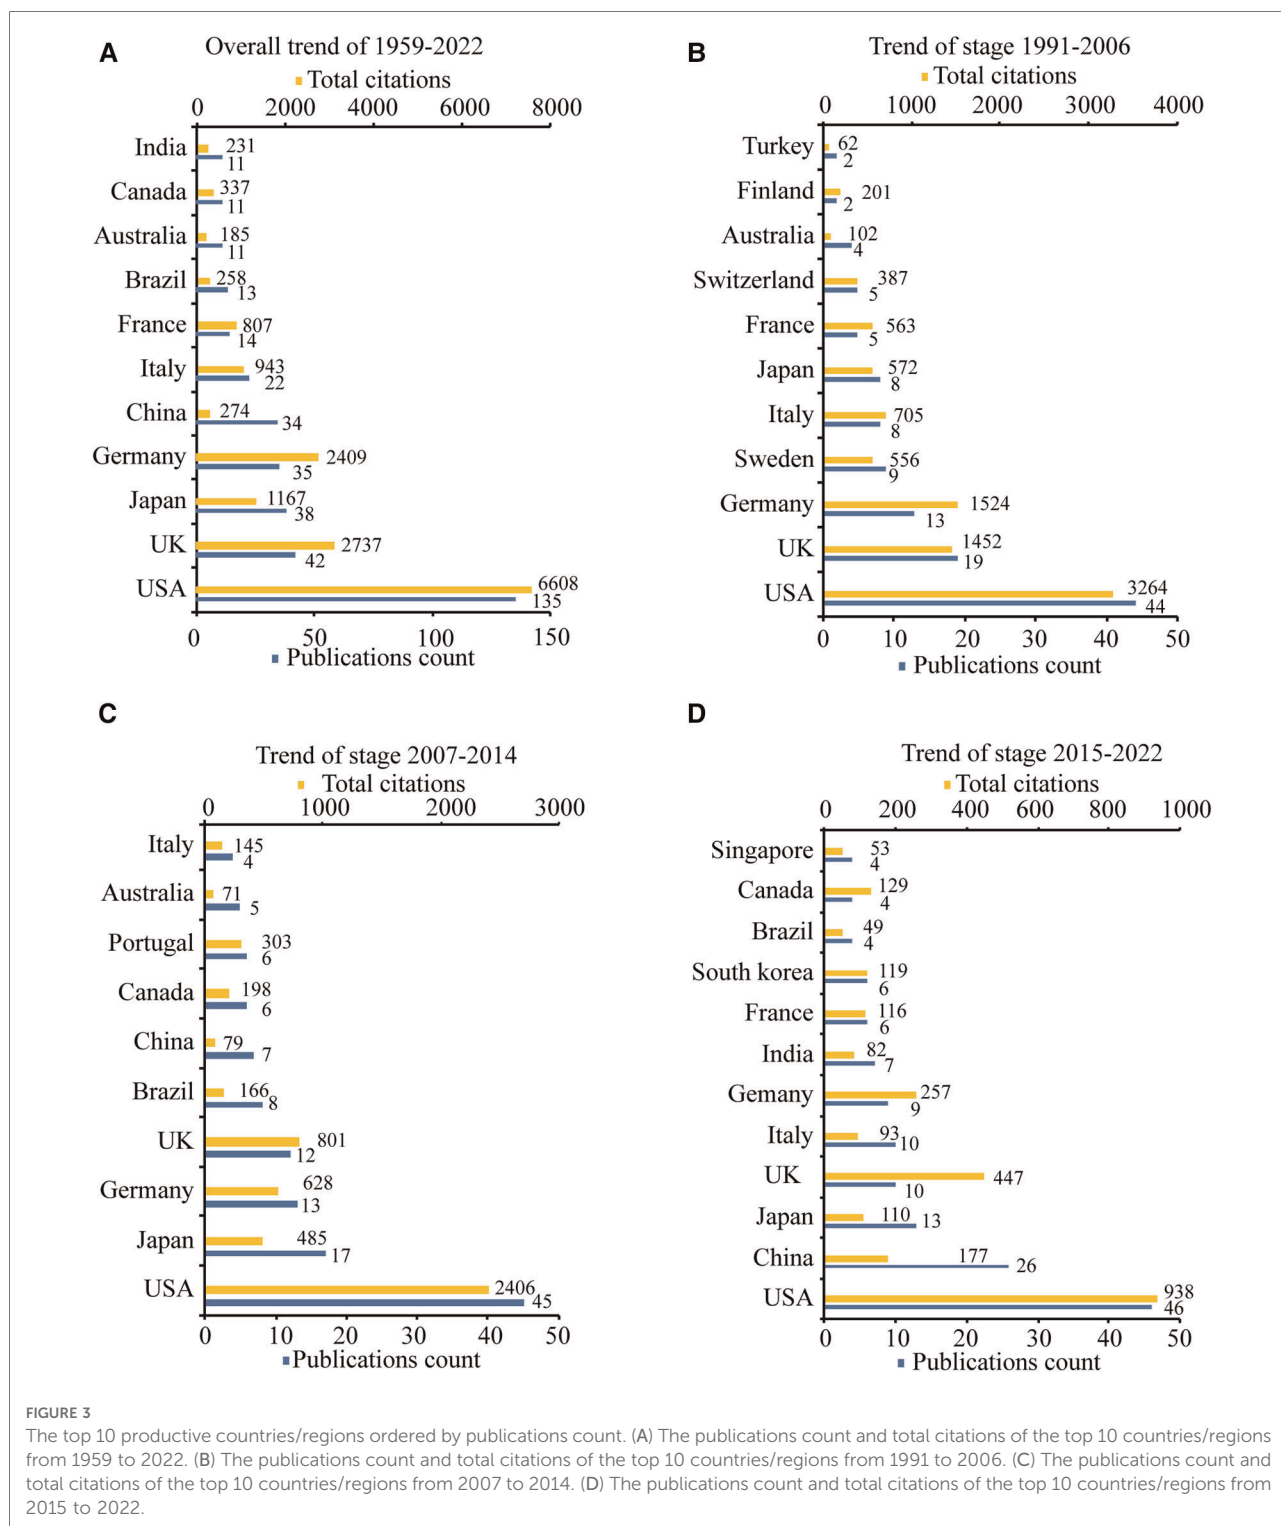 A
Overall trend of 1959-2022
Total citations
0 2000 4000 6000 8000
India 231
11
Canada 337
11
Australia 185
11
Brazil 258
13
France 807
14
Italy 943
22
China 274
34
Germany 2409
35
Japan 1167
38
UK 2737
42
USA 6608
135
0 50 100 150
Publications count
B
Trend of stage 1991-2006
Total citations
0 1000 2000 3000 4000
Turkey 62
2
Finland 201
2
Australia 102
4
Switzerland 387
5
France 563
5
Japan 572
8
Italy 705
8
Sweden 556
9
Germany 1524
13
UK 1452
19
USA 3264
44
0 10 20 30 40 50
Publications count
C
Trend of stage 2007-2014
Total citations
0 1000 2000 3000
Italy 145
4
Australia 71
5
Portugal 303
6
Canada 198
6
China 79
7
Brazil 166
8
UK 801
12
Germany 628
13
Japan 485
17
USA 2406
45
0 10 20 30 40 50
Publications count
D
Trend of stage 2015-2022
Total citations
0 200 400 600 800 1000
Singapore 53
4
Canada 129
4
Brazil 49
4
South korea 119
6
France 116
6
India 82
7
Gemany 257
9
Italy 93
10
UK 447
10
Japan 110 13
China 177
26
USA 938
46
0 10 20 30 40 50
Publications count
FIGURE 3
The top 10 productive countries/regions ordered by publications count. (A) The publications count and total citations of the top 10 countries/regions
from 1959 to 2022. (B) The publications count and total citations of the top 10 countries/regions from 1991 to 2006. (C) The publications count and
total citations of the top 10 countries/regions from 2007 to 2014. (D) The publications count and total citations of the top 10 countries/regions from
2015 to 2022.